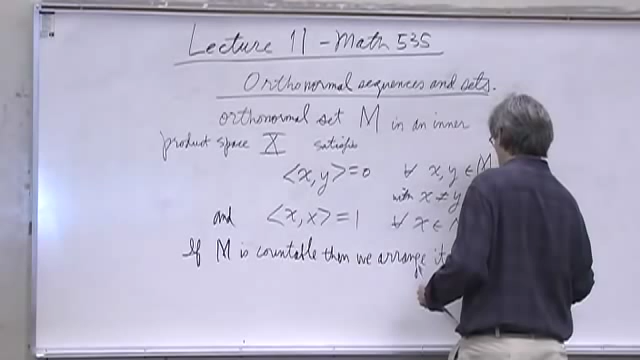 Lecture 11 - Math 535
Orthonormal sequences and sets.
Orthonormal set M in an inner
product space X satisfies
<x, y> = 0 ∀ x, y ∈ M
with x ≠ y
and <x, x> = 1 ∀ x ∈
If M is countable then we arrange its